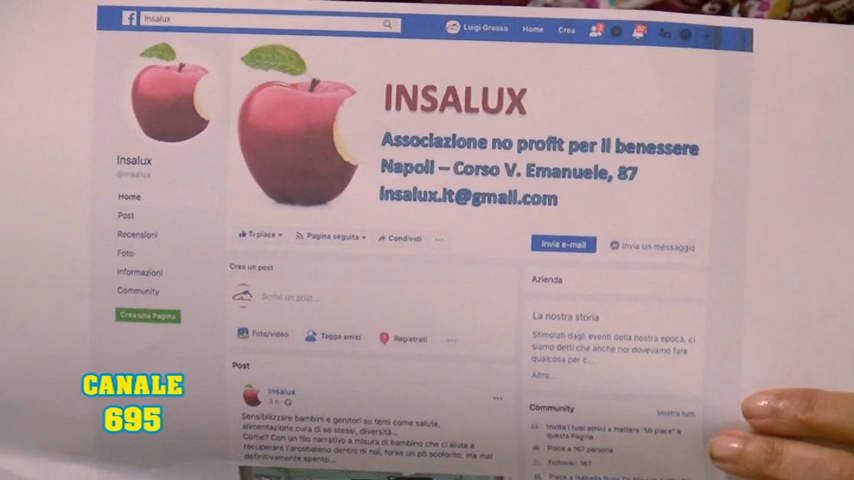 Insalux
Luigi Grosso Home Crea
INSALUX
Associazione no profit per il benessere
Napoli – Corso V. Emanuele, 87
insalux.it@gmail.com
Insalux
@insalux
Home
Post
Recensioni
Foto
Informazioni
Community
Crea una Pagina
Ti piace Pagina seguita Condividi ...
Invia e-mail Invia un messaggio
Crea un post
Scrivi un post...
Foto/video Tagga amici Registrati ...
Post
Insalux
3 h
Sensibilizzare bambini e genitori su temi come salute,
alimentazione,cura di se stessi, diversità...
Come? Con un filo narrativo a misura di bambino che ci aiuta a
recuperare l'arcobaleno dentro di noi, forse un pò scolorito, ma mai
definitivamente spento...
Azienda
La nostra storia
Stimolati dagli eventi della nostra epoca, ci
siamo detti che anche noi dovevamo fare
qualcosa per c...
Altro...
Community Mostra tutti
Invita i tuoi amici a mettere "Mi piace" a
questa Pagina
Piace a 167 persone
Follower: 167
CANALE
695